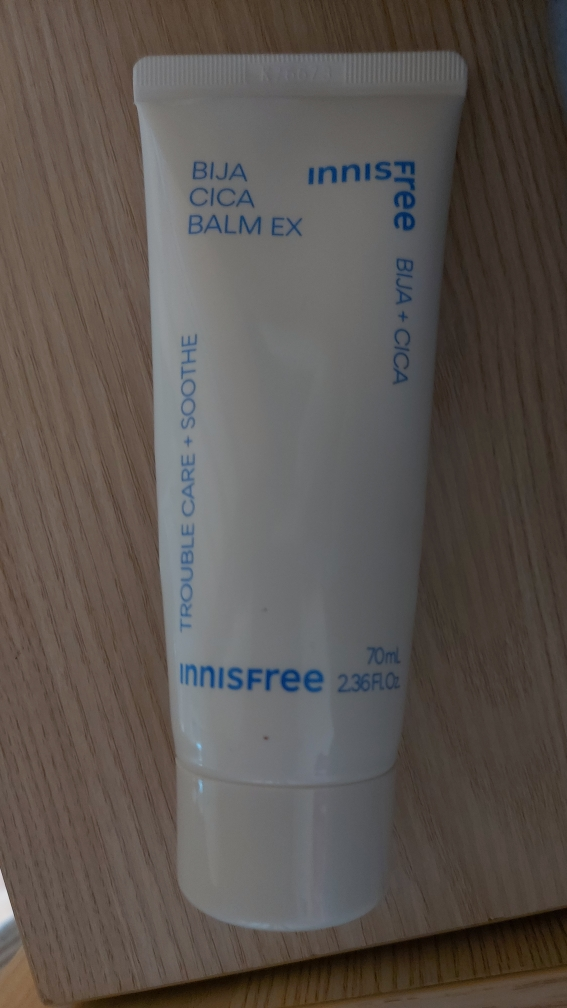 BIJA
CICA
BALM EX
innisfree
BIJA + CICA
TROUBLE CARE + SOOTHE
innisfree
70mL
2.36 Fl.Oz